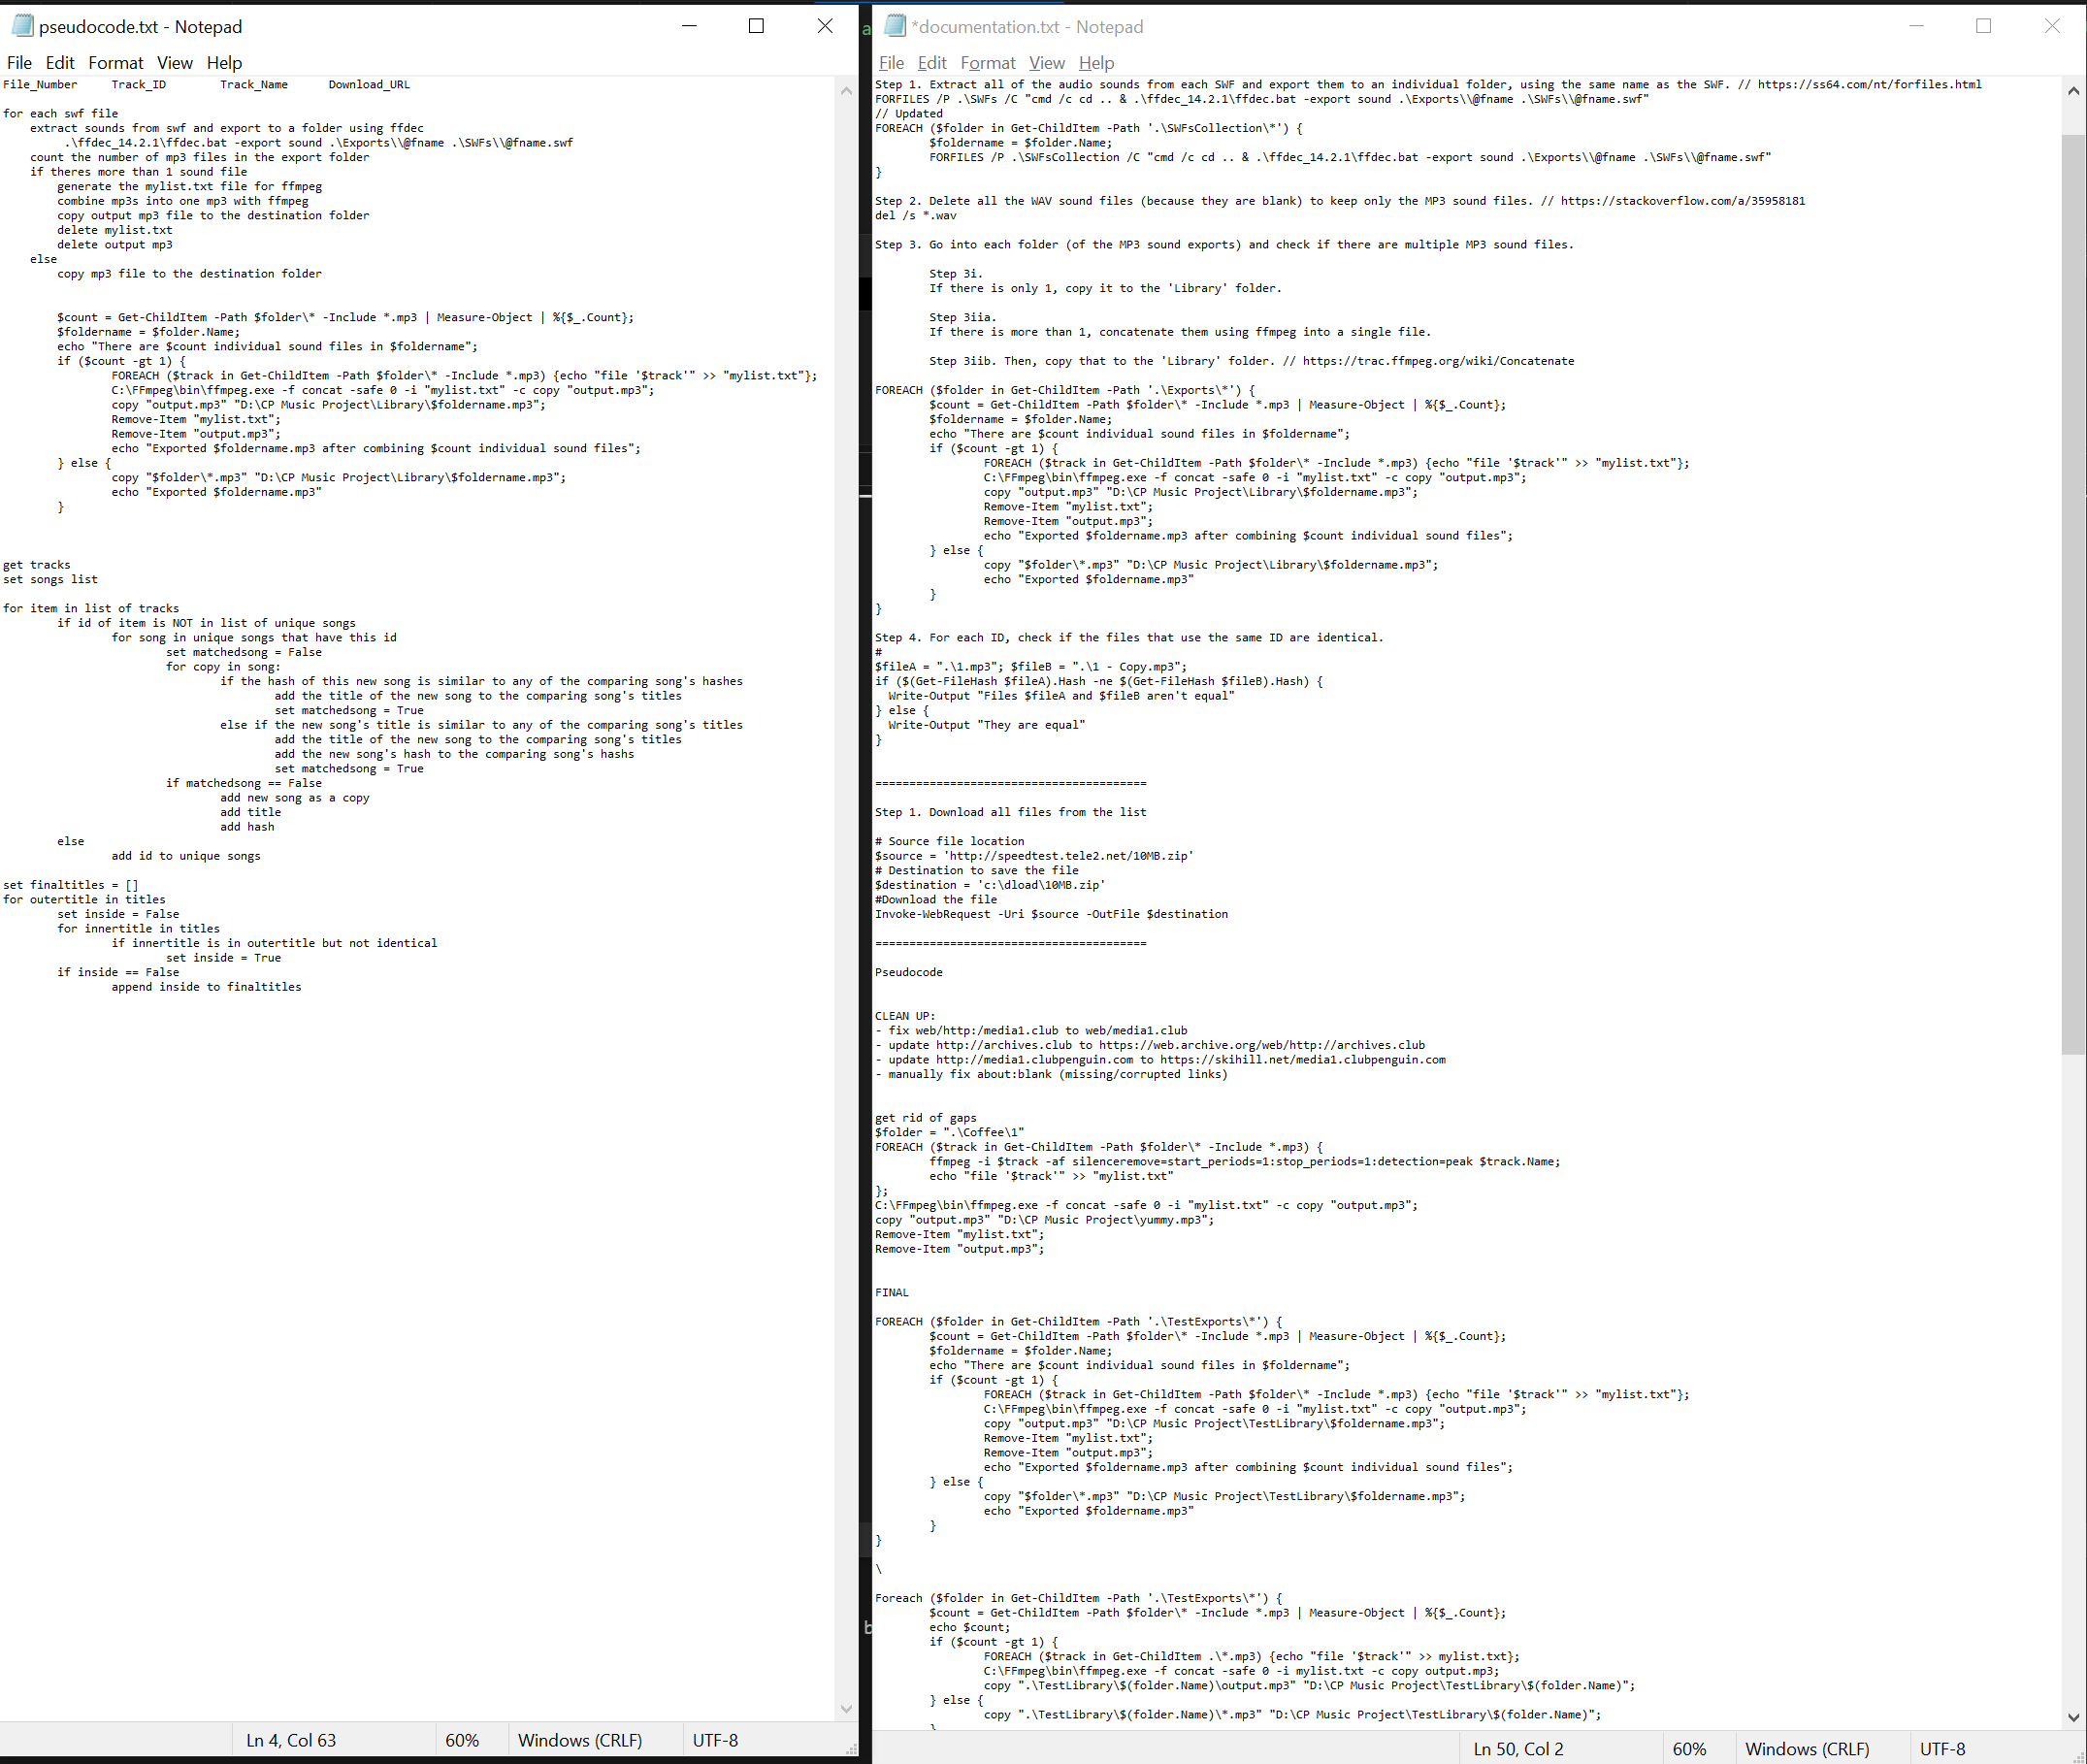 pseudocode.txt - Notepad
File Edit Format View Help
File_Number Track_ID Track_Name Download_URL
for each swf file
extract sounds from swf and export to a folder using ffdec
.\ffdec_14.2.1\ffdec.bat -export sound .\Exports\\@fname .\SWFs\\@fname.swf
count the number of mp3 files in the export folder
if theres more than 1 sound file
generate the mylist.txt file for ffmpeg
combine mp3s into one mp3 with ffmpeg
copy output mp3 file to the destination folder
delete mylist.txt
delete output mp3
else
copy mp3 file to the destination folder
$count = Get-ChildItem -Path $folder\* -Include *.mp3 | Measure-Object | %{$_.Count};
$foldername = $folder.Name;
echo "There are $count individual sound files in $foldername";
if ($count -gt 1) {
FOREACH ($track in Get-ChildItem -Path $folder\* -Include *.mp3) {echo "file '$track'" >> "mylist.txt"};
C:\FFmpeg\bin\ffmpeg.exe -f concat -safe 0 -i "mylist.txt" -c copy "output.mp3";
copy "output.mp3" "D:\CP Music Project\Library\$foldername.mp3";
Remove-Item "mylist.txt";
Remove-Item "output.mp3";
echo "Exported $foldername.mp3 after combining $count individual sound files";
} else {
copy "$folder\*.mp3" "D:\CP Music Project\Library\$foldername.mp3";
echo "Exported $foldername.mp3"
}
get tracks
set songs list
for item in list of tracks
if id of item is NOT in list of unique songs
for song in unique songs that have this id
set matchedsong = False
for copy in song:
if the hash of this new song is similar to any of the comparing song's hashes
add the title of the new song to the comparing song's titles
set matchedsong = True
else if the new song's title is similar to any of the comparing song's titles
add the title of the new song to the comparing song's titles
add the new song's hash to the comparing song's hashs
set matchedsong = True
if matchedsong == False
add new song as a copy
add title
add hash
else
add id to unique songs
set finaltitles = []
for outertitle in titles
set inside = False
for innertitle in titles
if innertitle is in outertitle but not identical
set inside = True
if inside == False
append inside to finaltitles
Ln 4, Col 63 60% Windows (CRLF) UTF-8
a
b
*documentation.txt - Notepad
File Edit Format View Help
Step 1. Extract all of the audio sounds from each SWF and export them to an individual folder, using the same name as the SWF. // https://ss64.com/nt/forfiles.html
FORFILES /P .\SWFs /C "cmd /c cd .. & .\ffdec_14.2.1\ffdec.bat -export sound .\Exports\\@fname .\SWFs\\@fname.swf"
// Updated
FOREACH ($folder in Get-ChildItem -Path '.\SWFsCollection\*') {
$foldername = $folder.Name;
FORFILES /P .\SWFsCollection /C "cmd /c cd .. & .\ffdec_14.2.1\ffdec.bat -export sound .\Exports\\@fname .\SWFs\\@fname.swf"
}
Step 2. Delete all the WAV sound files (because they are blank) to keep only the MP3 sound files. // https://stackoverflow.com/a/35958181
del /s *.wav
Step 3. Go into each folder (of the MP3 sound exports) and check if there are multiple MP3 sound files.
Step 3i.
If there is only 1, copy it to the 'Library' folder.
Step 3iia.
If there is more than 1, concatenate them using ffmpeg into a single file.
Step 3iib. Then, copy that to the 'Library' folder. // https://trac.ffmpeg.org/wiki/Concatenate
FOREACH ($folder in Get-ChildItem -Path '.\Exports\*') {
$count = Get-ChildItem -Path $folder\* -Include *.mp3 | Measure-Object | %{$_.Count};
$foldername = $folder.Name;
echo "There are $count individual sound files in $foldername";
if ($count -gt 1) {
FOREACH ($track in Get-ChildItem -Path $folder\* -Include *.mp3) {echo "file '$track'" >> "mylist.txt"};
C:\FFmpeg\bin\ffmpeg.exe -f concat -safe 0 -i "mylist.txt" -c copy "output.mp3";
copy "output.mp3" "D:\CP Music Project\Library\$foldername.mp3";
Remove-Item "mylist.txt";
Remove-Item "output.mp3";
echo "Exported $foldername.mp3 after combining $count individual sound files";
} else {
copy "$folder\*.mp3" "D:\CP Music Project\Library\$foldername.mp3";
echo "Exported $foldername.mp3"
}
}
Step 4. For each ID, check if the files that use the same ID are identical.
#
$fileA = ".\1.mp3"; $fileB = ".\1 - Copy.mp3";
if ($(Get-FileHash $fileA).Hash -ne $(Get-FileHash $fileB).Hash) {
Write-Output "Files $fileA and $fileB aren't equal"
} else {
Write-Output "They are equal"
}
========================================
Step 1. Download all files from the list
# Source file location
$source = 'http://speedtest.tele2.net/10MB.zip'
# Destination to save the file
$destination = 'c:\dload\10MB.zip'
#Download the file
Invoke-WebRequest -Uri $source -OutFile $destination
========================================
Pseudocode
CLEAN UP:
- fix web/http:/media1.club to web/media1.club
- update http://archives.club to https://web.archive.org/web/http://archives.club
- update http://media1.clubpenguin.com to https://skihill.net/media1.clubpenguin.com
- manually fix about:blank (missing/corrupted links)
get rid of gaps
$folder = ".\Coffee\1"
FOREACH ($track in Get-ChildItem -Path $folder\* -Include *.mp3) {
ffmpeg -i $track -af silenceremove=start_periods=1:stop_periods=1:detection=peak $track.Name;
echo "file '$track'" >> "mylist.txt"
};
C:\FFmpeg\bin\ffmpeg.exe -f concat -safe 0 -i "mylist.txt" -c copy "output.mp3";
copy "output.mp3" "D:\CP Music Project\yummy.mp3";
Remove-Item "mylist.txt";
Remove-Item "output.mp3";
FINAL
FOREACH ($folder in Get-ChildItem -Path '.\TestExports\*') {
$count = Get-ChildItem -Path $folder\* -Include *.mp3 | Measure-Object | %{$_.Count};
$foldername = $folder.Name;
echo "There are $count individual sound files in $foldername";
if ($count -gt 1) {
FOREACH ($track in Get-ChildItem -Path $folder\* -Include *.mp3) {echo "file '$track'" >> "mylist.txt"};
C:\FFmpeg\bin\ffmpeg.exe -f concat -safe 0 -i "mylist.txt" -c copy "output.mp3";
copy "output.mp3" "D:\CP Music Project\TestLibrary\$foldername.mp3";
Remove-Item "mylist.txt";
Remove-Item "output.mp3";
echo "Exported $foldername.mp3 after combining $count individual sound files";
} else {
copy "$folder\*.mp3" "D:\CP Music Project\TestLibrary\$foldername.mp3";
echo "Exported $foldername.mp3"
}
}
\
Foreach ($folder in Get-ChildItem -Path '.\TestExports\*') {
$count = Get-ChildItem -Path $folder\* -Include *.mp3 | Measure-Object | %{$_.Count};
echo $count;
if ($count -gt 1) {
FOREACH ($track in Get-ChildItem .\*.mp3) {echo "file '$track'" >> mylist.txt};
C:\FFmpeg\bin\ffmpeg.exe -f concat -safe 0 -i mylist.txt -c copy output.mp3;
copy ".\TestLibrary\$(folder.Name)\output.mp3" "D:\CP Music Project\TestLibrary\$(folder.Name)";
} else {
copy ".\TestLibrary\$(folder.Name)\*.mp3" "D:\CP Music Project\TestLibrary\$(folder.Name)";
}
Ln 50, Col 2 60% Windows (CRLF) UTF-8